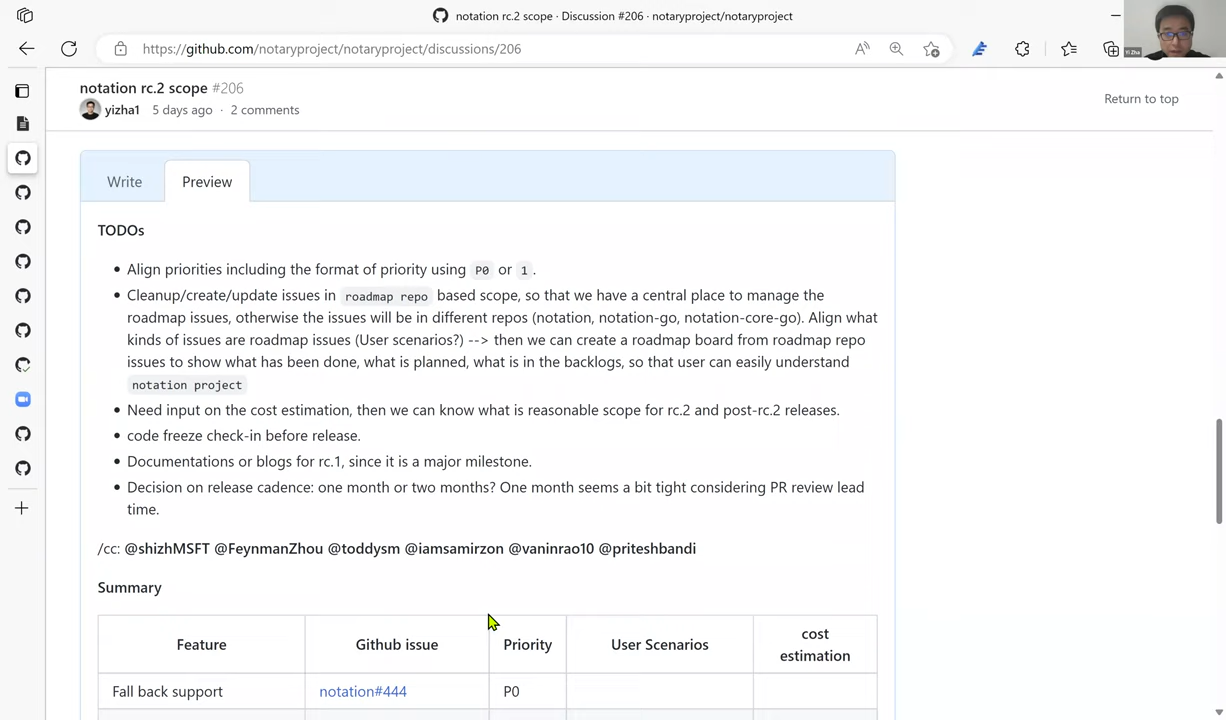 notation rc.2 scope · Discussion #206 · notaryproject/notaryproject
https://github.com/notaryproject/notaryproject/discussions/206
Yi Zha
notation rc.2 scope #206
yizha1 5 days ago · 2 comments
Return to top
Write
Preview
TODOs
• Align priorities including the format of priority using P0 or 1 .
• Cleanup/create/update issues in roadmap repo based scope, so that we have a central place to manage the
roadmap issues, otherwise the issues will be in different repos (notation, notation-go, notation-core-go). Align what
kinds of issues are roadmap issues (User scenarios?) --> then we can create a roadmap board from roadmap repo
issues to show what has been done, what is planned, what is in the backlogs, so that user can easily understand
notation project
• Need input on the cost estimation, then we can know what is reasonable scope for rc.2 and post-rc.2 releases.
• code freeze check-in before release.
• Documentations or blogs for rc.1, since it is a major milestone.
• Decision on release cadence: one month or two months? One month seems a bit tight considering PR review lead
time.
/cc: @shizhMSFT @FeynmanZhou @toddysm @iamsamirzon @vaninrao10 @priteshbandi
Summary
Feature
Github issue
Priority
User Scenarios
cost
estimation
Fall back support
notation#444
P0